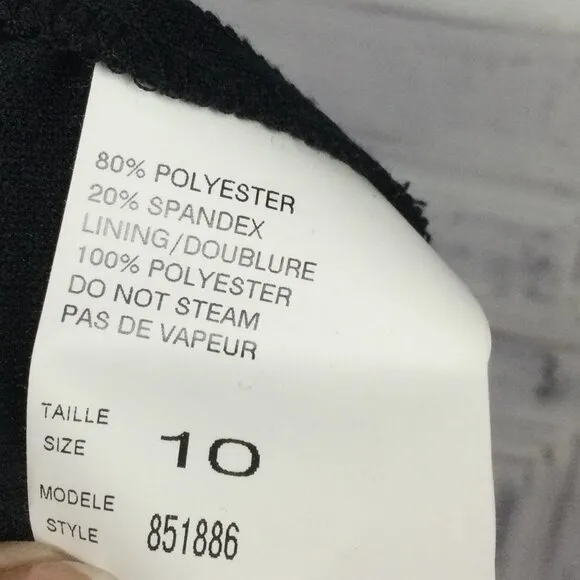 80% POLYESTER
20% SPANDEX
LINING/DOUBLURE
100% POLYESTER
DO NOT STEAM
PAS DE VAPEUR
TAILLE
SIZE 10
MODELE
STYLE 851886